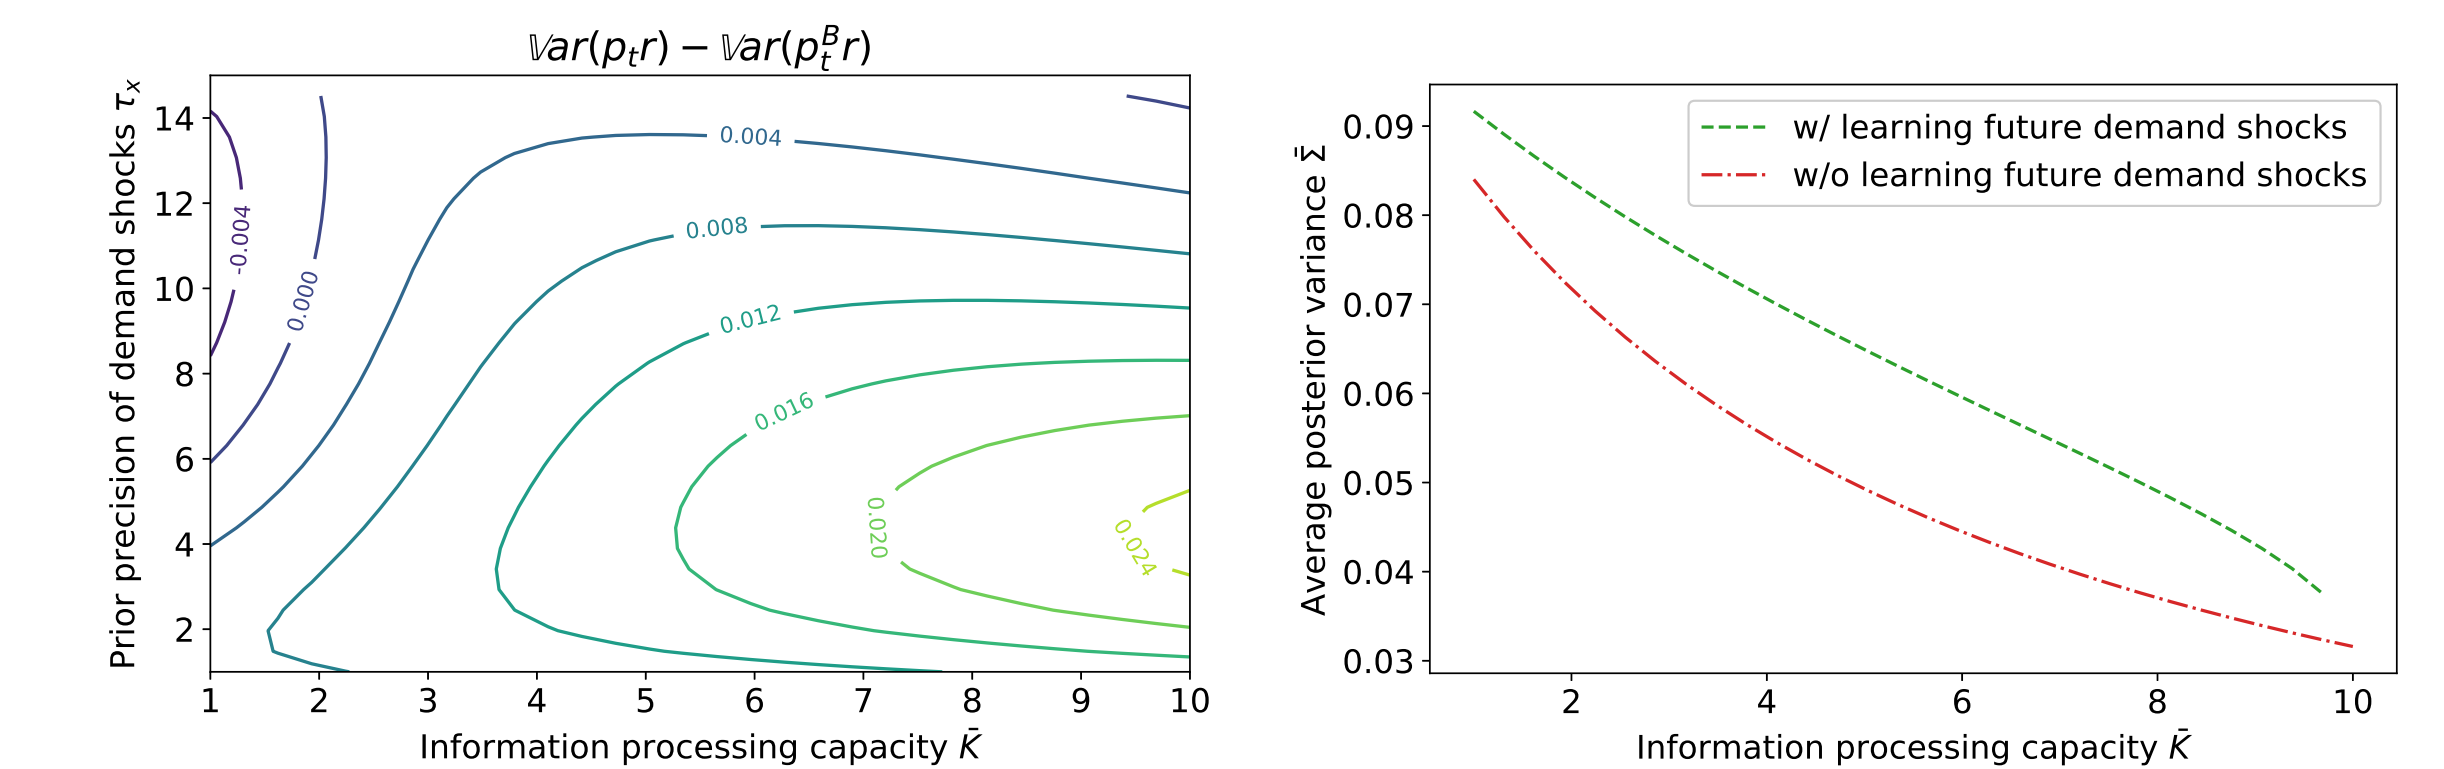 𝕍ar(pₜr) − 𝕍ar(pₜᴮr)
Prior precision of demand shocks τₓ
14
12
10
8
6
4
2
-0.004
0.000
0.004
0.008
0.012
0.016
0.020
0.024
1 2 3 4 5 6 7 8 9 10
Information processing capacity K̄
Average posterior variance Σ̄
0.09
0.08
0.07
0.06
0.05
0.04
0.03
w/ learning future demand shocks
w/o learning future demand shocks
2 4 6 8 10
Information processing capacity K̄